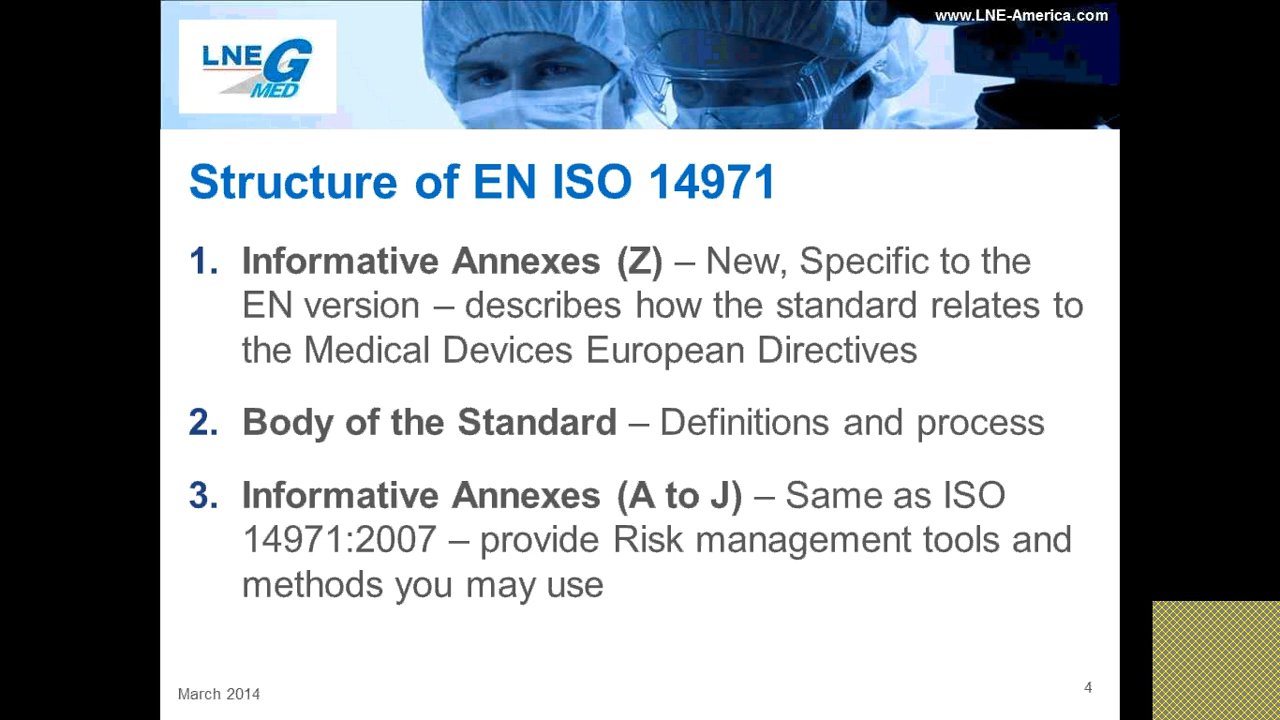 www.LNE-America.com
LNE G
MED
Structure of EN ISO 14971
1. Informative Annexes (Z) – New, Specific to the
EN version – describes how the standard relates to
the Medical Devices European Directives
2. Body of the Standard – Definitions and process
3. Informative Annexes (A to J) – Same as ISO
14971:2007 – provide Risk management tools and
methods you may use
March 2014
4